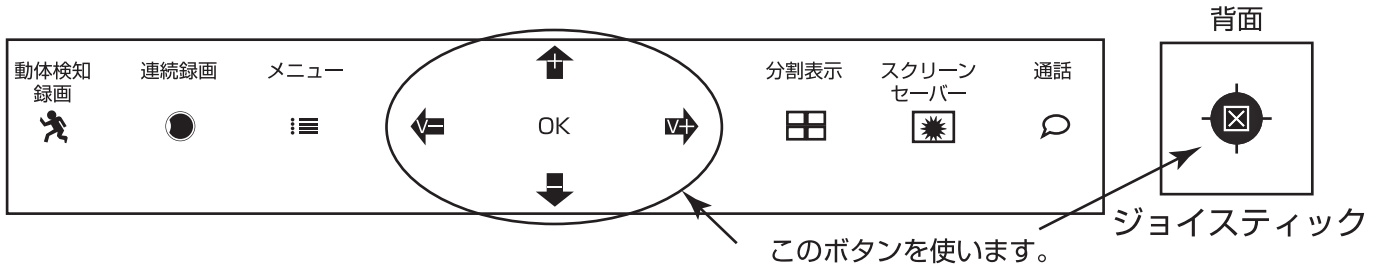 背面
動体検知
録画
連続録画
メニュー
V-
OK
V+
分割表示
スクリーン
セーバー
通話
ジョイスティック
このボタンを使います。